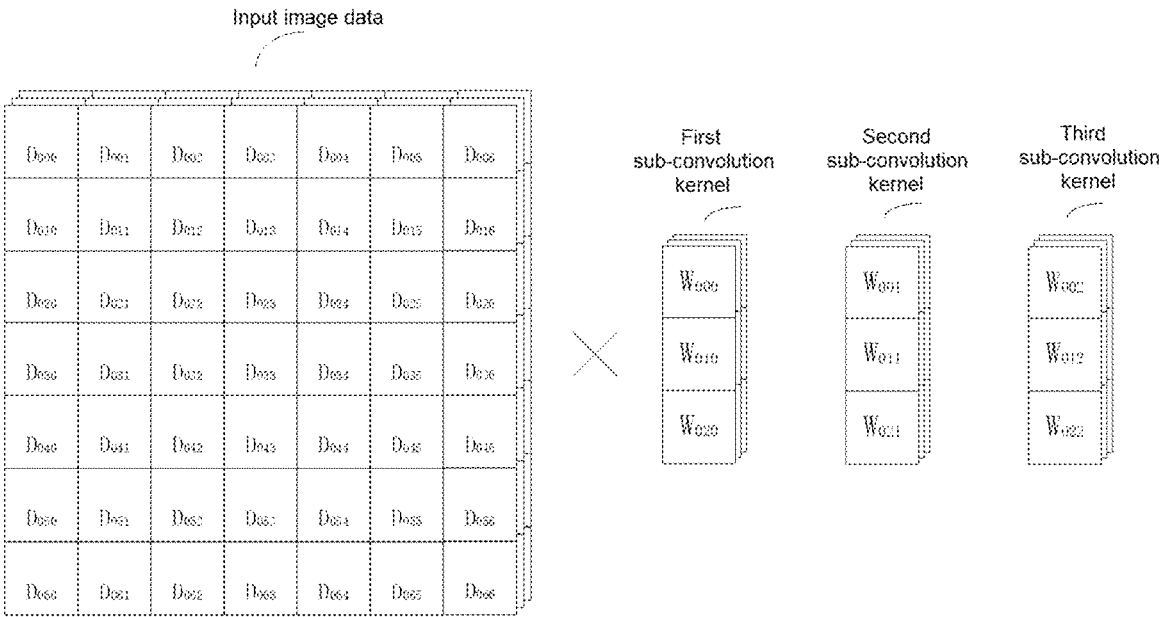 Input image data
First
sub-convolution
kernel
Second
sub-convolution
kernel
Third
sub-convolution
kernel
D000 D001 D002 D003 D004 D005 D006
D010 D011 D012 D013 D014 D015 D016
D020 D021 D022 D023 D024 D025 D026
D030 D031 D032 D033 D034 D035 D036
D040 D041 D042 D043 D044 D045 D046
D050 D051 D052 D053 D054 D055 D056
D060 D061 D062 D063 D064 D065 D066
×
W000
W010
W020
W001
W011
W021
W002
W012
W022